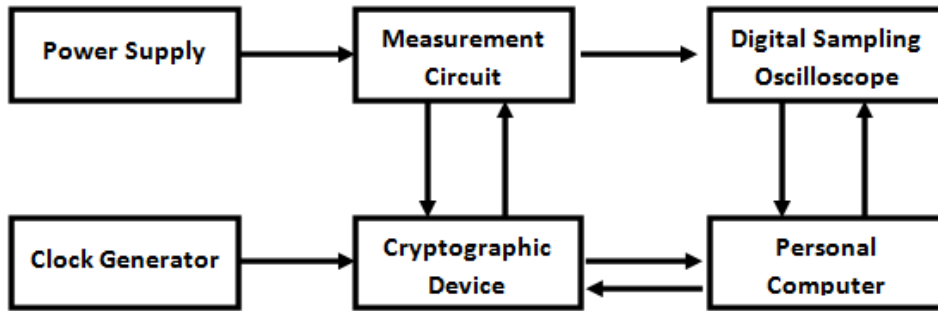 Power Supply
Measurement
Circuit
Digital Sampling
Oscilloscope
Clock Generator
Cryptographic
Device
Personal
Computer